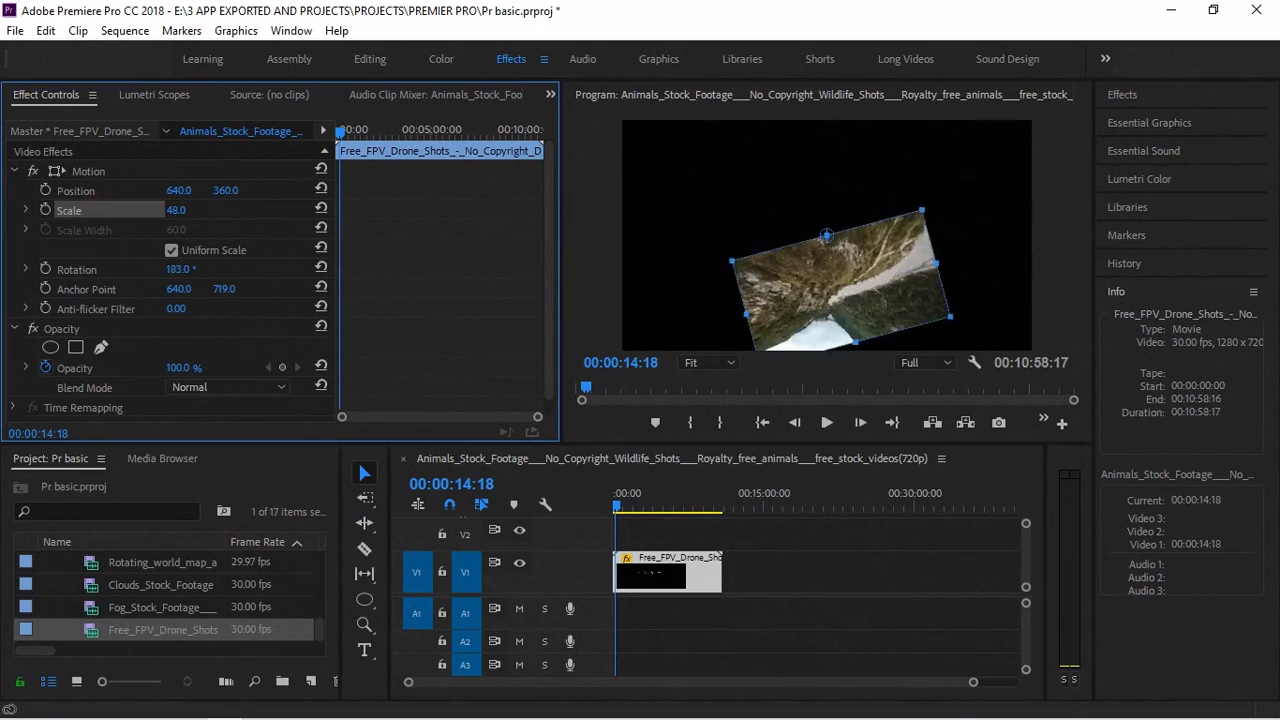 Adobe Premiere Pro CC 2018 - E:\3 APP EXPORTED AND PROJECTS\PROJECTS\PREMIER PRO\Pr basic.prproj *
File Edit Clip Sequence Markers Graphics Window Help
Learning Assembly Editing Color Effects Audio Graphics Libraries Shorts Long Videos Sound Design
Effect Controls Lumetri Scopes Source: (no clips) Audio Clip Mixer: Animals_Stock_Foo
Program: Animals_Stock_Footage___No_Copyright_Wildlife_Shots___Royalty_free_animals___free_stock_
Master * Free_FPV_Drone_S... Animals_Stock_Footage_... :00:00 00:05:00:00 00:10:00:
Video Effects Free_FPV_Drone_Shots_-_No_Copyright_D
Motion
Position 640.0 360.0
Scale 48.0
Scale Width 60.0
Uniform Scale
Rotation 183.0 °
Anchor Point 640.0 719.0
Anti-flicker Filter 0.00
Opacity
Opacity 100.0 %
Blend Mode Normal
Time Remapping
00:00:14:18
00:00:14:18 Fit Full 00:10:58:17
Effects
Essential Graphics
Essential Sound
Lumetri Color
Libraries
Markers
History
Info
Free_FPV_Drone_Shots_-_No...
Type: Movie
Video: 30.00 fps, 1280 x 720
Tape:
Start: 00:00:00:00
End: 00:10:58:16
Duration: 00:10:58:17
Animals_Stock_Footage___No_...
Current: 00:00:14:18
Video 3:
Video 2:
Video 1: 00:00:14:18
Audio 1:
Audio 2:
Audio 3:
Project: Pr basic Media Browser
Pr basic.prproj
1 of 17 items se...
Name Frame Rate
Rotating_world_map_a 29.97 fps
Clouds_Stock_Footage 30.00 fps
Fog_Stock_Footage___ 30.00 fps
Free_FPV_Drone_Shots 30.00 fps
Animals_Stock_Footage___No_Copyright_Wildlife_Shots___Royalty_free_animals___free_stock_videos(720p)
00:00:14:18
:00:00 00:15:00:00 00:30:00:00
V2
V1 V1 fx Free_FPV_Drone_Sho
A1 A1 M S
A2 M S
A3 M S
S S